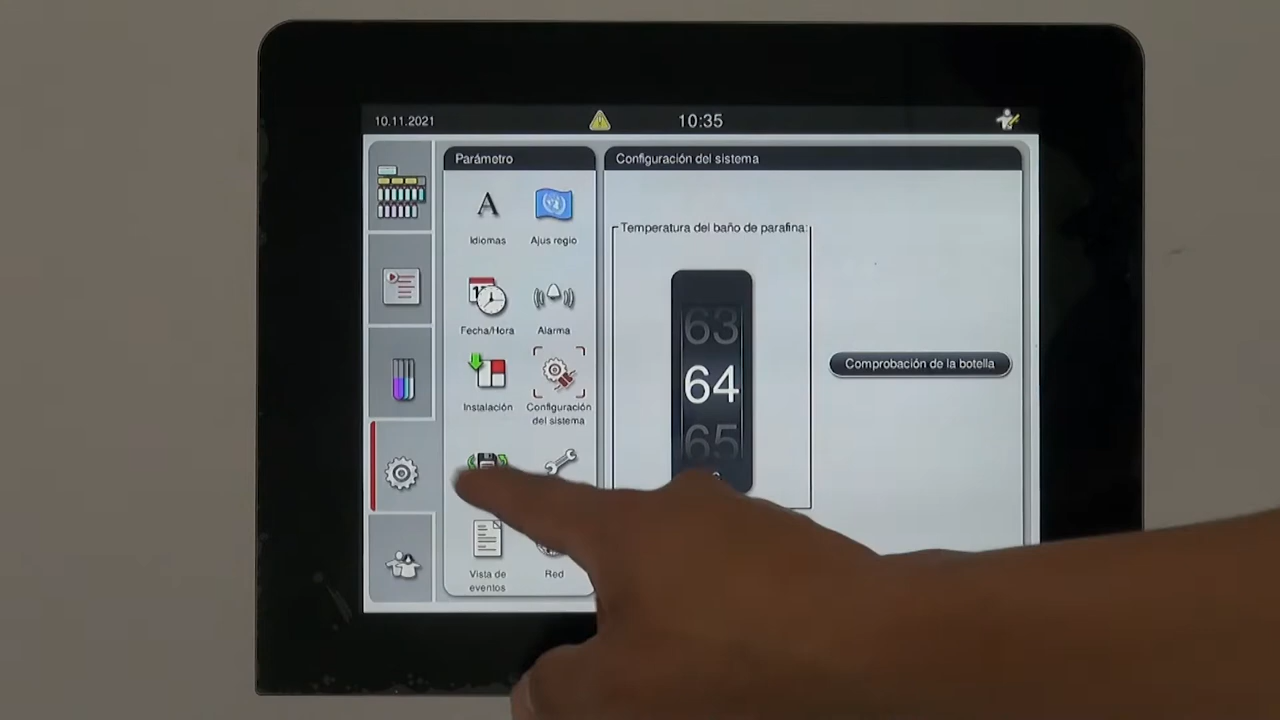 10.11.2021
10:35
Parámetro
Configuración del sistema
A
Idiomas
Ajus regio
Fecha/Hora
Alarma
Instalación
Configuración
del sistema
Vista de
eventos
Red
Temperatura del baño de parafina:
63
64
65
Comprobación de la botella